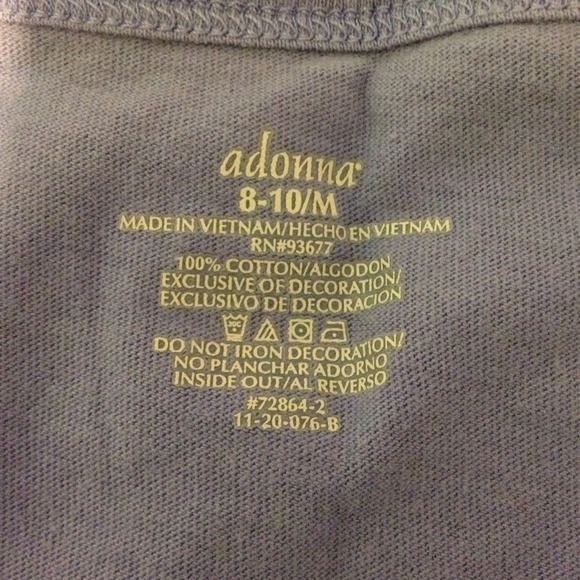 adonna
8-10/M
MADE IN VIETNAM/HECHO EN VIETNAM
RN#93677
100% COTTON/ALGODON
EXCLUSIVE OF DECORATION/
EXCLUSIVO DE DECORACION
30C
DO NOT IRON DECORATION/
NO PLANCHAR ADORNO
INSIDE OUT/AL REVERSO
#72864-2
11-20-076-B